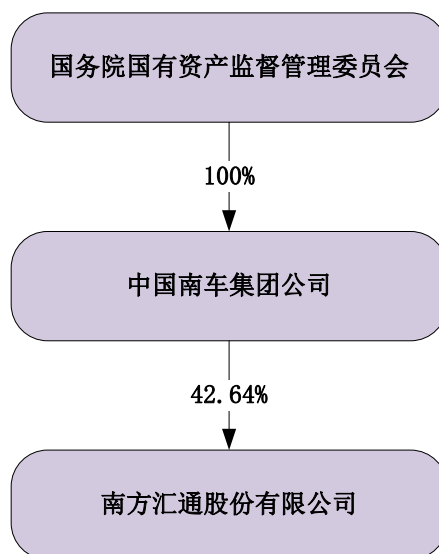 国务院国有资产监督管理委员会
100%
中国南车集团公司
42.64%
南方汇通股份有限公司